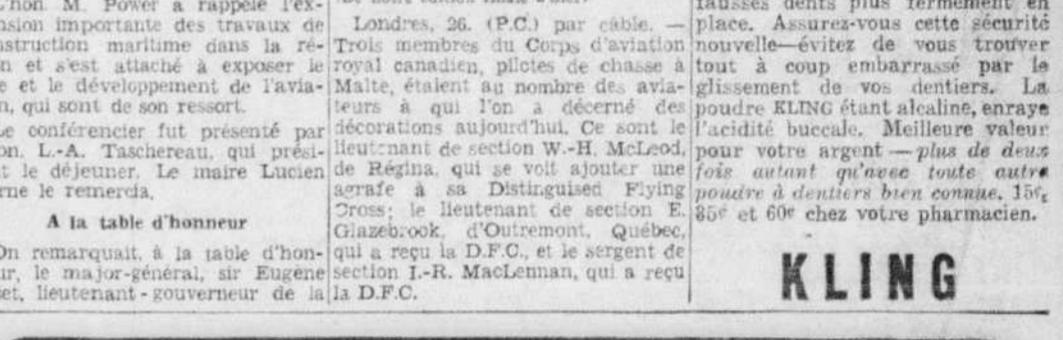 L'hon. M. Power a rappelé l'ex-
nsion importante des travaux de
nstruction maritime dans la ré-
n et s'est attaché à exposer le
e et le développement de l'avia-
n, qui sont de son ressort.
Le conférencier fut présenté par
on. L.-A. Taschereau, qui prési-
t le déjeuner. Le maire Lucien
rne le remercia.
A la table d'honneur
On remarquait, à la table d'hon-
ur, le major-général, sir Eugène
set, lieutenant-gouverneur de la
Londres, 26. (P.C.) par câble. —
Trois membres du Corps d'aviation
royal canadien, pilotes de chasse à
Malte, étaient au nombre des avia-
teurs à qui l'on a décerné des
décorations aujourd'hui. Ce sont le
lieutenant de section W.-H. McLeod,
de Régina, qui se voit ajouter une
agrafe à sa Distinguised Flying
Cross; le lieutenant de section E.
Glazebrook, d'Outremont, Québec,
qui a reçu la D.F.C., et le sergent de
section I.-R. MacLennan, qui a reçu
la D.F.C.
fausses dents plus fermement en
place. Assurez-vous cette sécurité
nouvelle—évitez de vous trouver
tout à coup embarrassé par le
glissement de vos dentiers. La
poudre KLING étant alcaline, enraye
l'acidité buccale. Meilleure valeur
pour votre argent — plus de deux
fois autant qu'avec toute autre
poudre à dentiers bien connue. 15¢,
35¢ et 60¢ chez votre pharmacien.
KLING